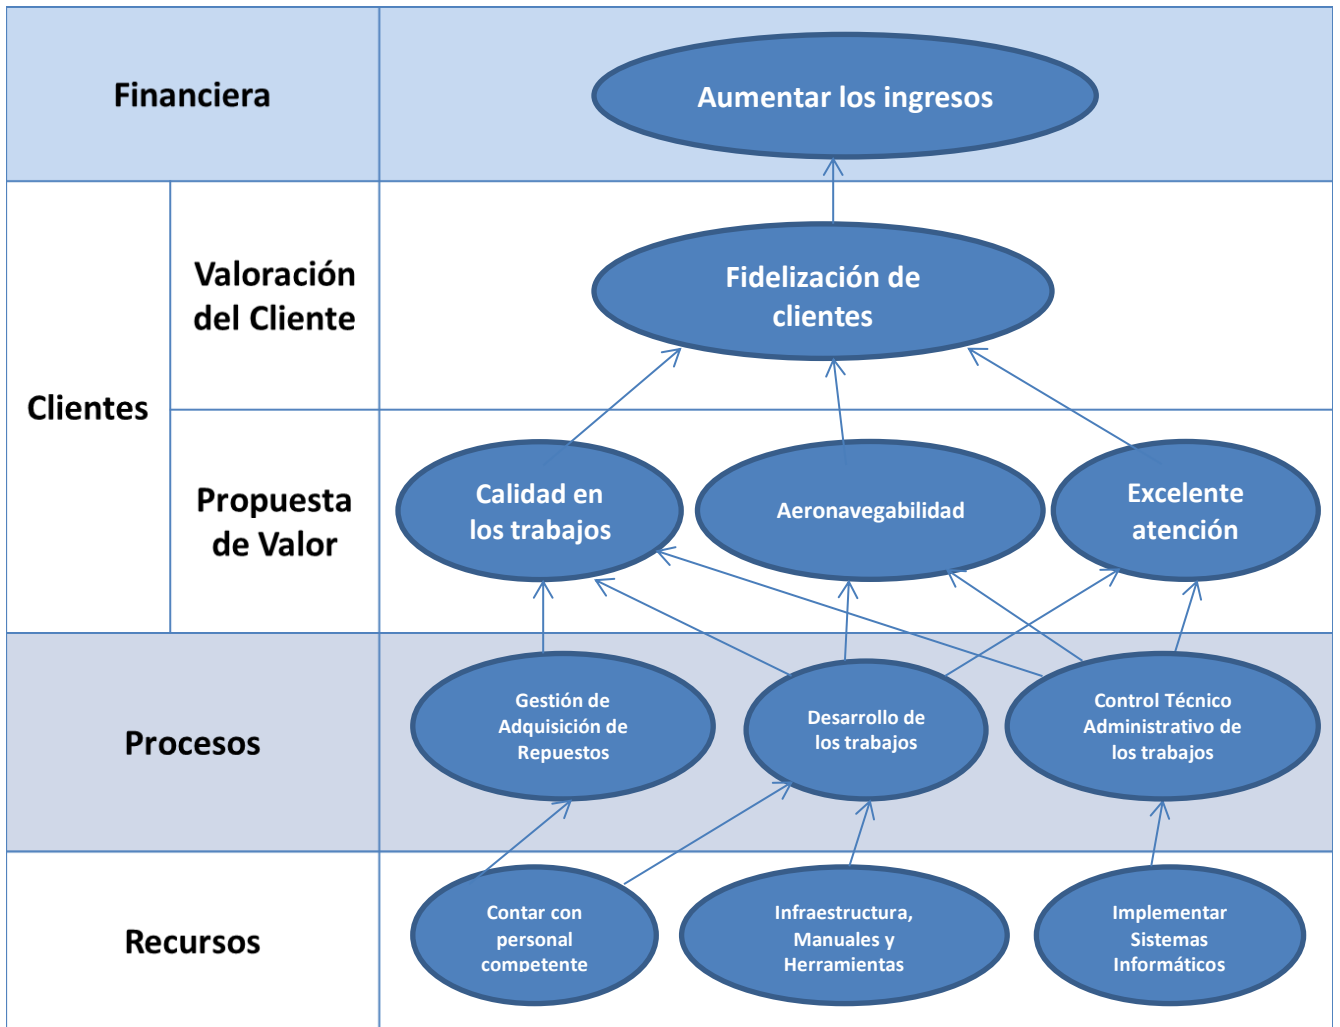 Financiera
Aumentar los ingresos
Clientes
Valoración
del Cliente
Fidelización de
clientes
Propuesta
de Valor
Calidad en
los trabajos
Aeronavegabilidad
Excelente
atención
Procesos
Gestión de
Adquisición de
Repuestos
Desarrollo de
los trabajos
Control Técnico
Administrativo de
los trabajos
Recursos
Contar con
personal
competente
Infraestructura,
Manuales y
Herramientas
Implementar
Sistemas
Informáticos